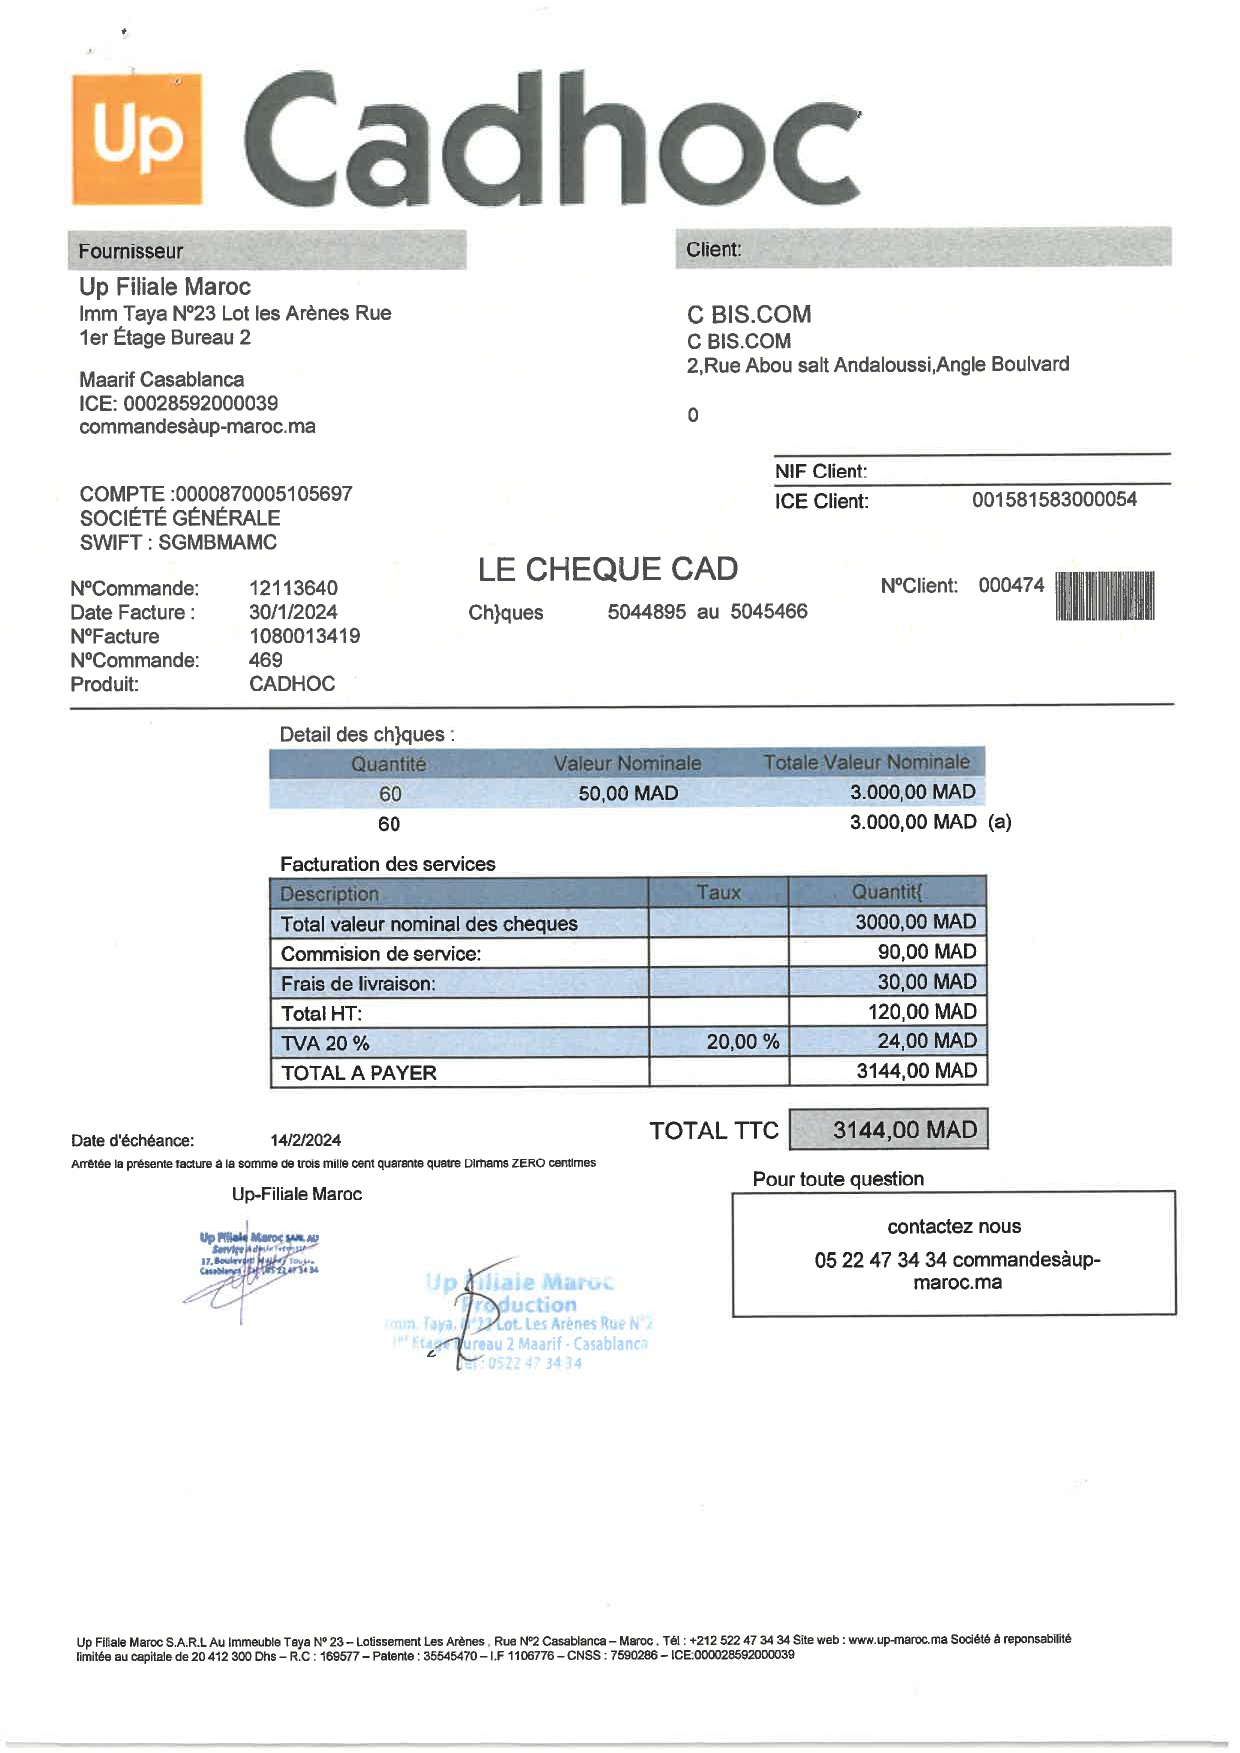 Up Cadhoc
Fournisseur
Up Filiale Maroc
Imm Taya Nº23 Lot les Arènes Rue
1er Étage Bureau 2
Maarif Casablanca
ICE: 00028592000039
commandesàup-maroc.ma
Client:
C BIS.COM
C BIS.COM
2,Rue Abou salt Andaloussi,Angle Boulvard
0
NIF Client:
ICE Client: 001581583000054
COMPTE :0000870005105697
SOCIÉTÉ GÉNÉRALE
SWIFT : SGMBMAMC
NºCommande: 12113640
Date Facture : 30/1/2024
NºFacture 1080013419
NºCommande: 469
Produit: CADHOC
LE CHEQUE CAD
Ch}ques 5044895 au 5045466
NºClient: 000474
Detail des ch}ques :
Quantité Valeur Nominale Totale Valeur Nominale
60 50,00 MAD 3.000,00 MAD
60 3.000,00 MAD (a)
Facturation des services
Description Taux Quantit{
Total valeur nominal des cheques 3000,00 MAD
Commision de service: 90,00 MAD
Frais de livraison: 30,00 MAD
Total HT: 120,00 MAD
TVA 20 % 20,00 % 24,00 MAD
TOTAL A PAYER 3144,00 MAD
TOTAL TTC 3144,00 MAD
Date d'échéance: 14/2/2024
Arrêtée la présente facture à la somme de trois mille cent quarante quatre Dirhams ZERO centimes
Up-Filiale Maroc
Pour toute question
contactez nous
05 22 47 34 34 commandesàup-
maroc.ma
Up Filiale Maroc SARL AU
Service
17, Boulevard
Casablanca
Up Filiale Maroc
Production
Imm. Taya. N°23 Lot. Les Arènes Rue N°2
1er Etage Bureau 2 Maarif - Casablanca
Tel : 0522 47 34 34
Up Filiale Maroc S.A.R.L Au Immeuble Taya Nº 23 – Lotissement Les Arènes , Rue Nº2 Casablanca – Maroc . Tél : +212 522 47 34 34 Site web : www.up-maroc.ma Société à reponsabilité
limitée au capitale de 20 412 300 Dhs – R.C : 169577 – Patente : 35545470 – I.F 1106776 – CNSS : 7590286 – ICE:000028592000039